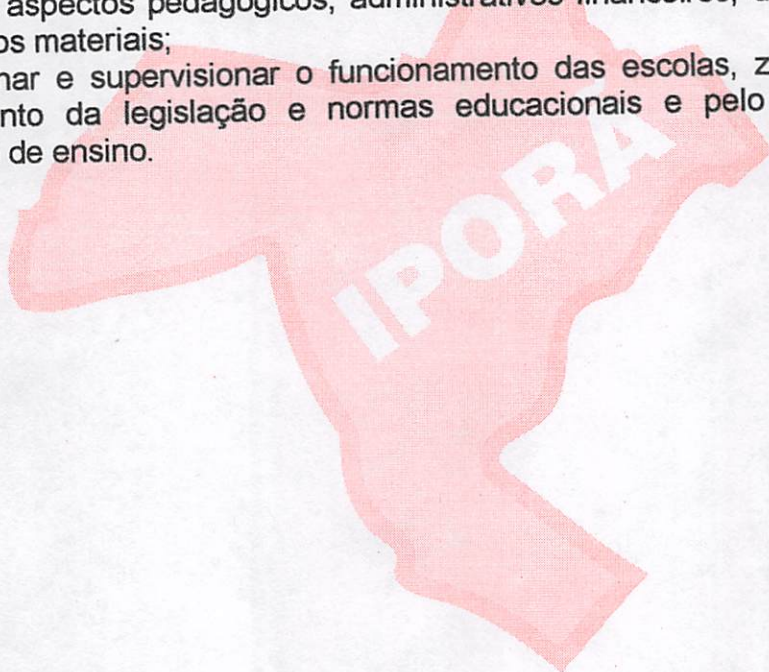 aspectos pedagógicos, administrativos
os materiais;
nar e supervisionar o funcionamento das escolas, z
nto da legislação e normas educacionais e pelo
de ensino.
IPORÁ